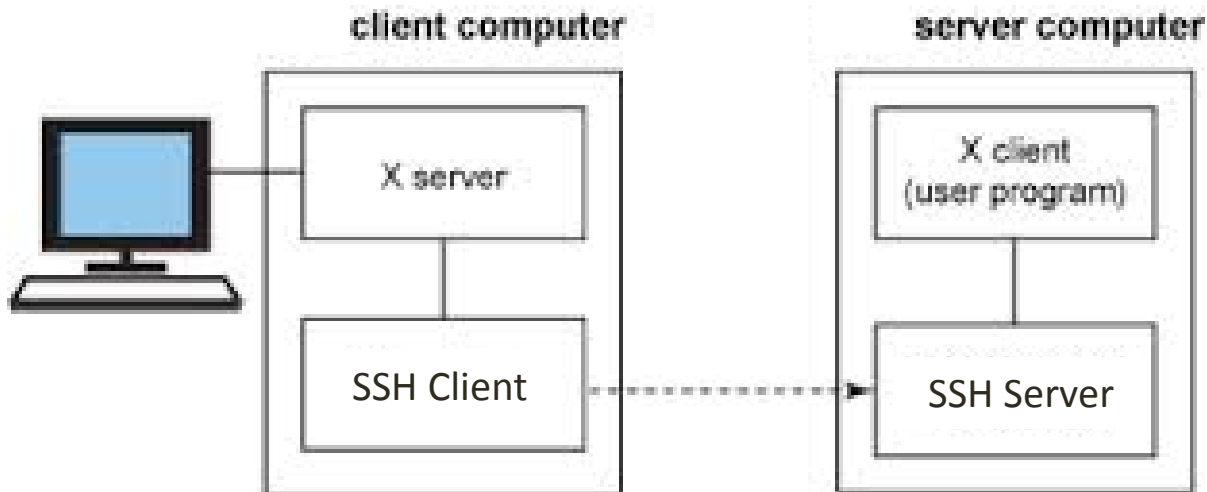 client computer
server computer
X server
X client
(user program)
SSH Client
SSH Server